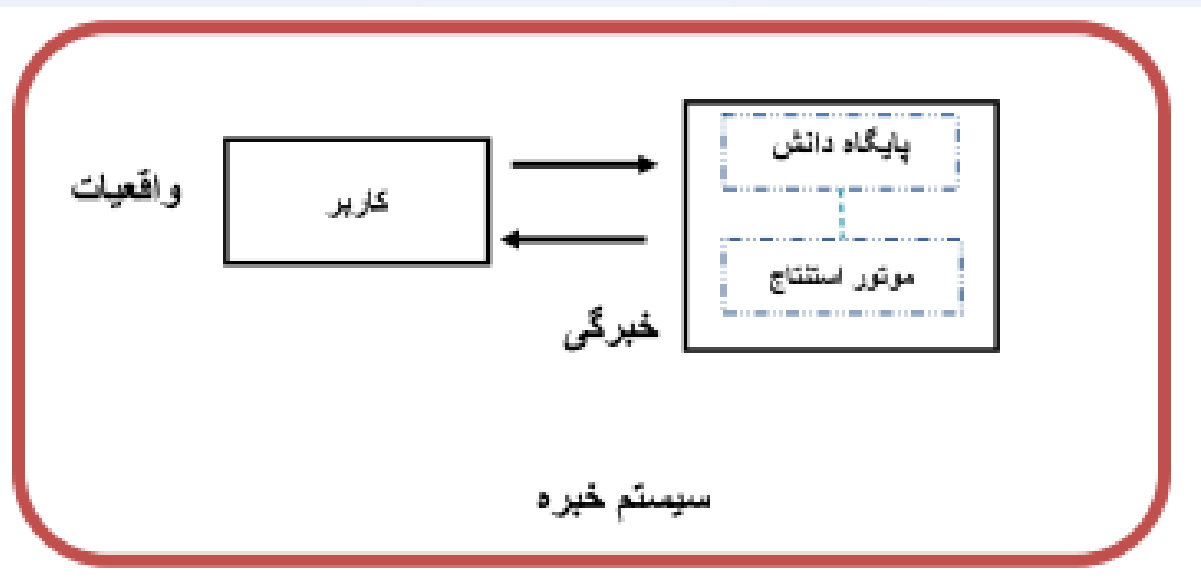 پایگاه دانش
واقعیات
کاربر
موتور استنتاج
خبرگی
سیستم خبره